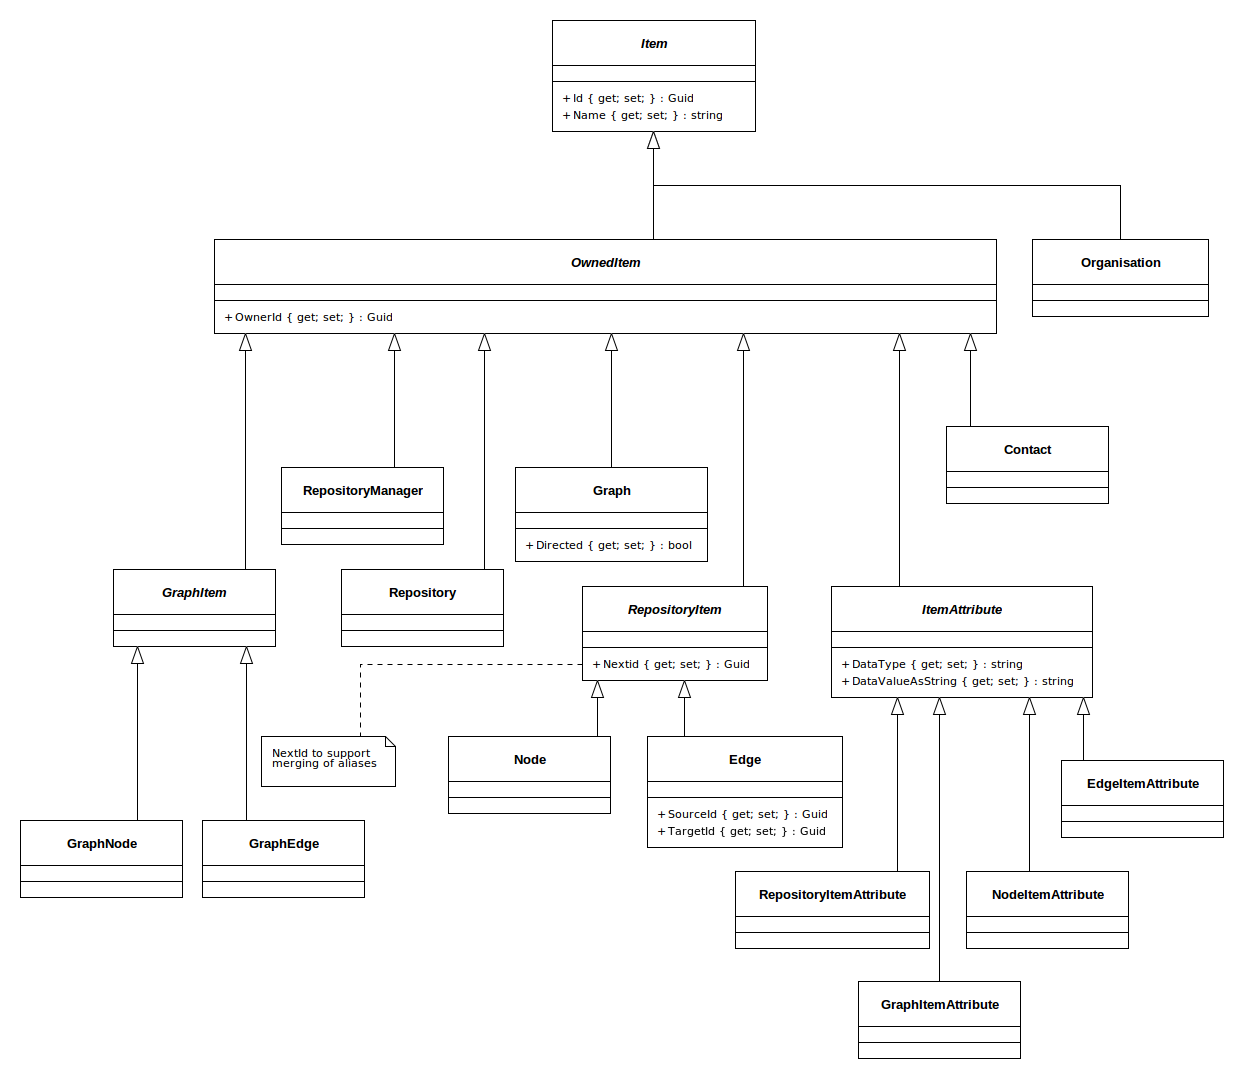 Item
+ Id { get; set; } : Guid
+ Name { get; set; } : string
OwnedItem
+ OwnerId { get; set; } : Guid
Organisation
Contact
RepositoryManager
Graph
+ Directed { get; set; } : bool
GraphItem
Repository
RepositoryItem
+ Nextid { get; set; } : Guid
ItemAttribute
+ DataType { get; set; } : string
+ DataValueAsString { get; set; } : string
NextId to support
merging of aliases
Node
Edge
+ SourceId { get; set; } : Guid
+ TargetId { get; set; } : Guid
EdgeItemAttribute
GraphNode
GraphEdge
RepositoryItemAttribute
NodeItemAttribute
GraphItemAttribute